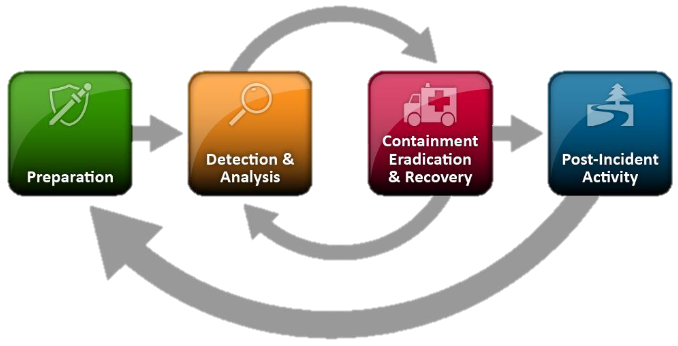 Preparation
Detection &
Analysis
Containment
Eradication
& Recovery
Post-Incident
Activity